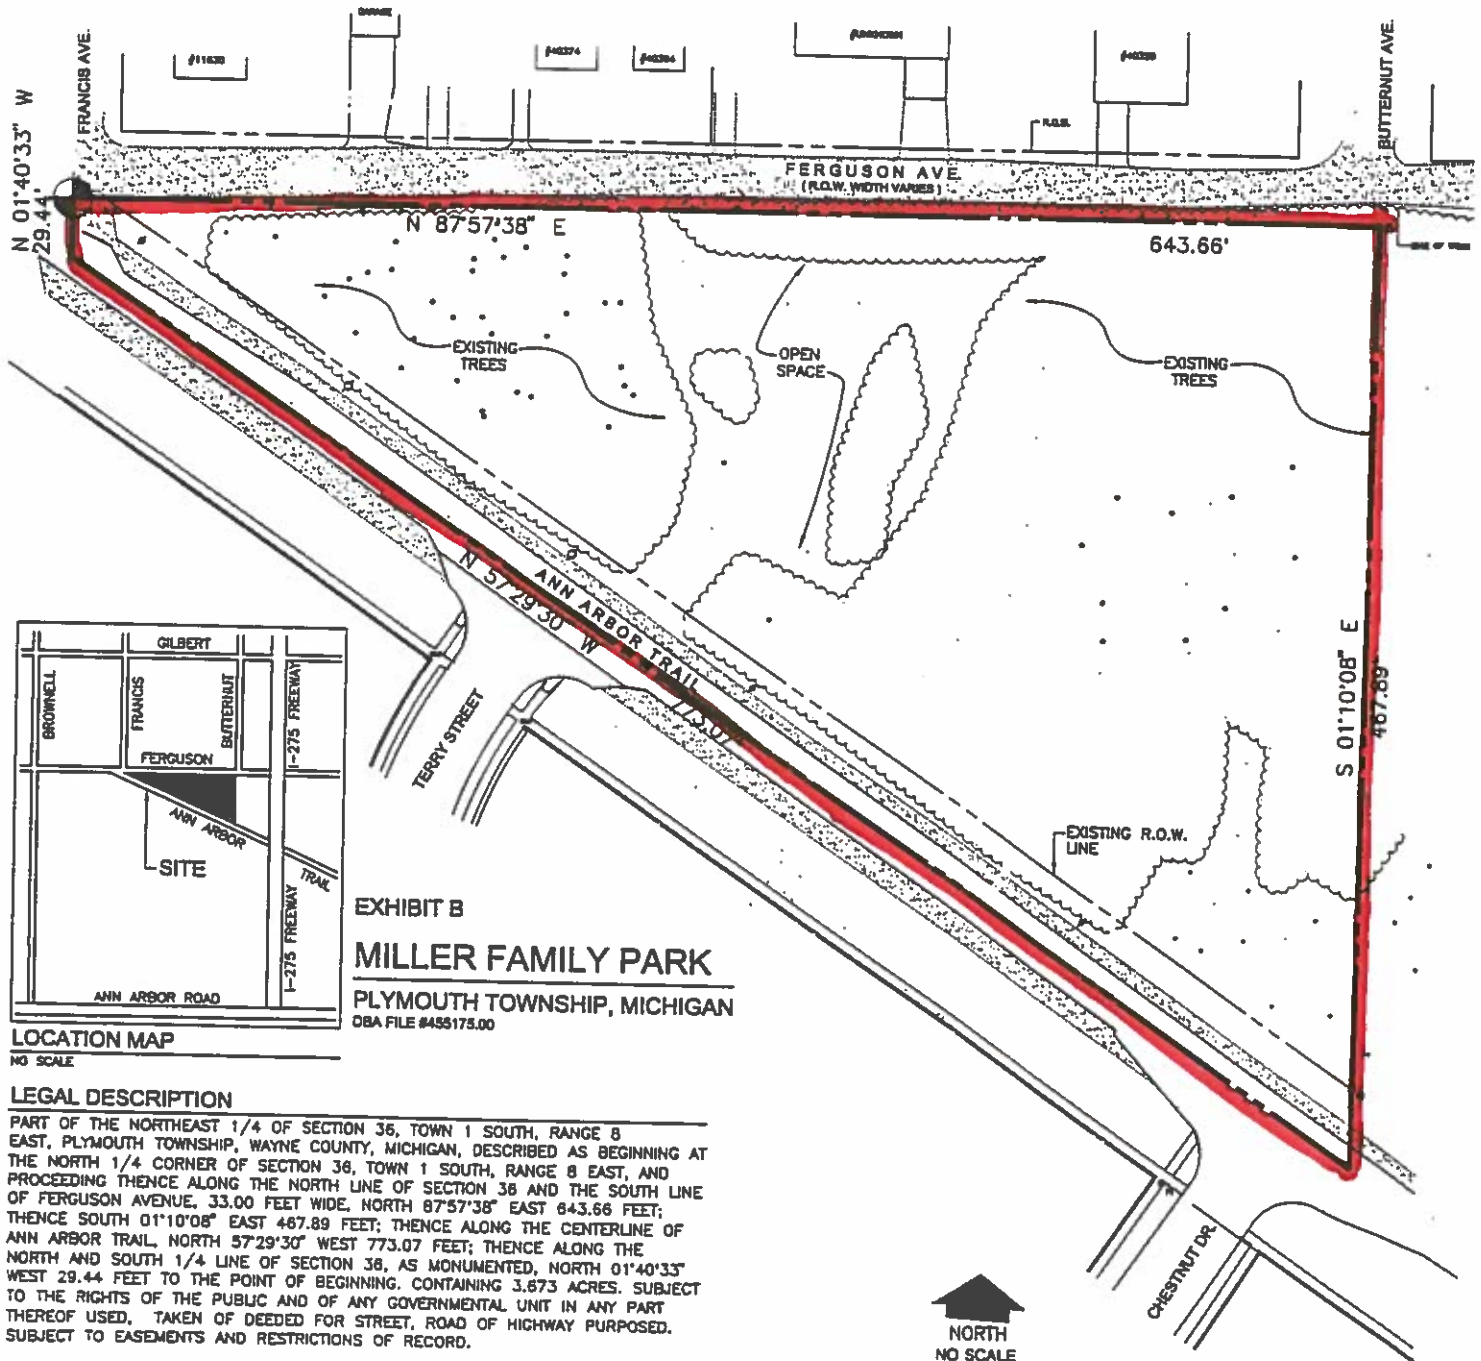 GARAGE
FRANCIS AVE.
#11630
#40374
#40384
#40350
BUTTERNUT AVE.
R.O.W.
FERGUSON AVE.
( R.O.W. WIDTH VARIES )
N 01°40'33" W
29.44'
N 87°57'38" E
643.66'
EXISTING
TREES
OPEN
SPACE
EXISTING
TREES
N 57°29'30" W
773.07'
ANN ARBOR TRAIL
S 01°10'08" E
467.89'
TERRY STREET
EXISTING R.O.W.
LINE
GILBERT
BROWNELL
FRANCIS
BUTTERNUT
I-275 FREEWAY
FERGUSON
ANN ARBOR
TRAIL
SITE
I-275 FREEWAY
ANN ARBOR ROAD
LOCATION MAP
NO SCALE
EXHIBIT B
MILLER FAMILY PARK
PLYMOUTH TOWNSHIP, MICHIGAN
OBA FILE #455175.00
LEGAL DESCRIPTION
PART OF THE NORTHEAST 1/4 OF SECTION 36, TOWN 1 SOUTH, RANGE 8
EAST, PLYMOUTH TOWNSHIP, WAYNE COUNTY, MICHIGAN, DESCRIBED AS BEGINNING AT
THE NORTH 1/4 CORNER OF SECTION 36, TOWN 1 SOUTH, RANGE 8 EAST, AND
PROCEEDING THENCE ALONG THE NORTH LINE OF SECTION 36 AND THE SOUTH LINE
OF FERGUSON AVENUE, 33.00 FEET WIDE, NORTH 87°57'38" EAST 643.66 FEET;
THENCE SOUTH 01°10'08" EAST 467.89 FEET; THENCE ALONG THE CENTERLINE OF
ANN ARBOR TRAIL, NORTH 57°29'30" WEST 773.07 FEET; THENCE ALONG THE
NORTH AND SOUTH 1/4 LINE OF SECTION 36, AS MONUMENTED, NORTH 01°40'33"
WEST 29.44 FEET TO THE POINT OF BEGINNING. CONTAINING 3.673 ACRES. SUBJECT
TO THE RIGHTS OF THE PUBLIC AND OF ANY GOVERNMENTAL UNIT IN ANY PART
THEREOF USED, TAKEN OF DEEDED FOR STREET, ROAD OF HIGHWAY PURPOSED.
SUBJECT TO EASEMENTS AND RESTRICTIONS OF RECORD.
NORTH
NO SCALE
CHESTNUT DR.